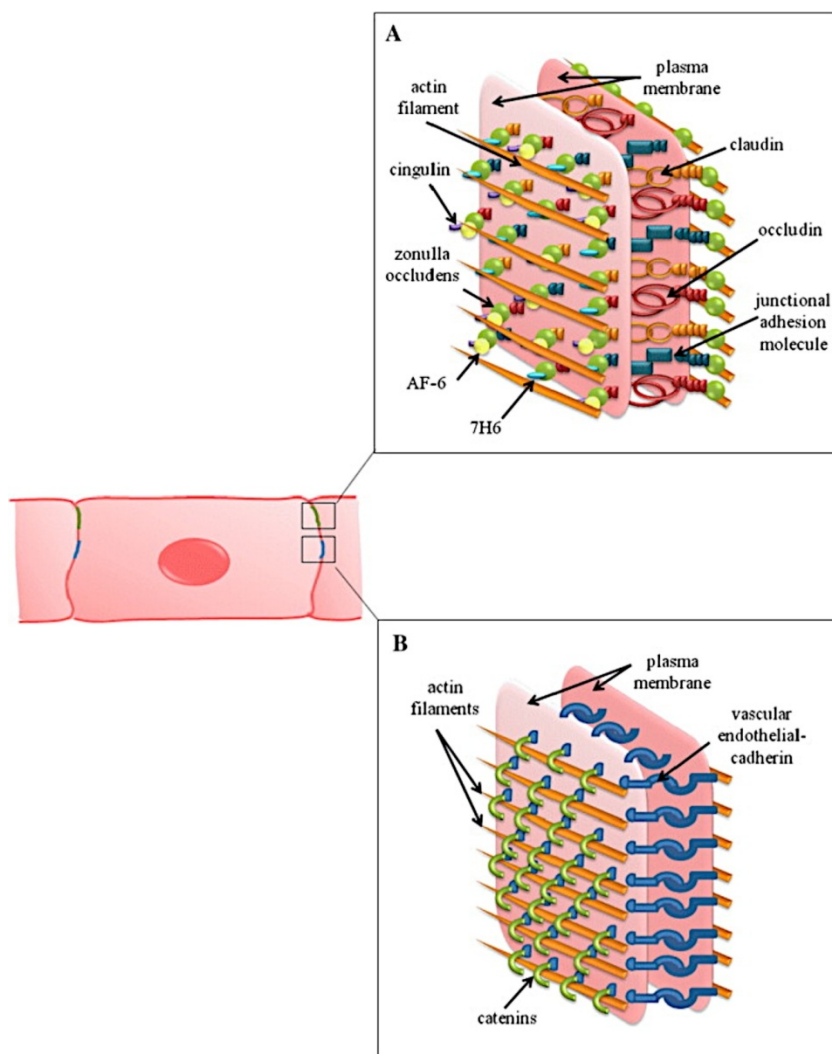 A
plasma
membrane
actin
filament
claudin
cingulin
occludin
zonulla
occludens
junctional
adhesion
molecule
AF-6
7H6
B
plasma
membrane
actin
filaments
vascular
endothelial-
cadherin
catenins